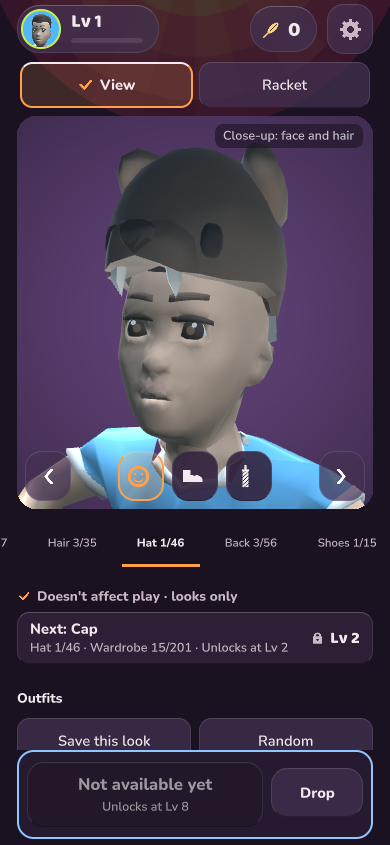 Lv 1
0
View
Racket
Close-up: face and hair
7
Hair 3/35
Hat 1/46
Back 3/56
Shoes 1/15
Doesn't affect play · looks only
Next: Cap
Hat 1/46 · Wardrobe 15/201 · Unlocks at Lv 2
Lv 2
Outfits
Save this look
Random
Not available yet
Unlocks at Lv 8
Drop